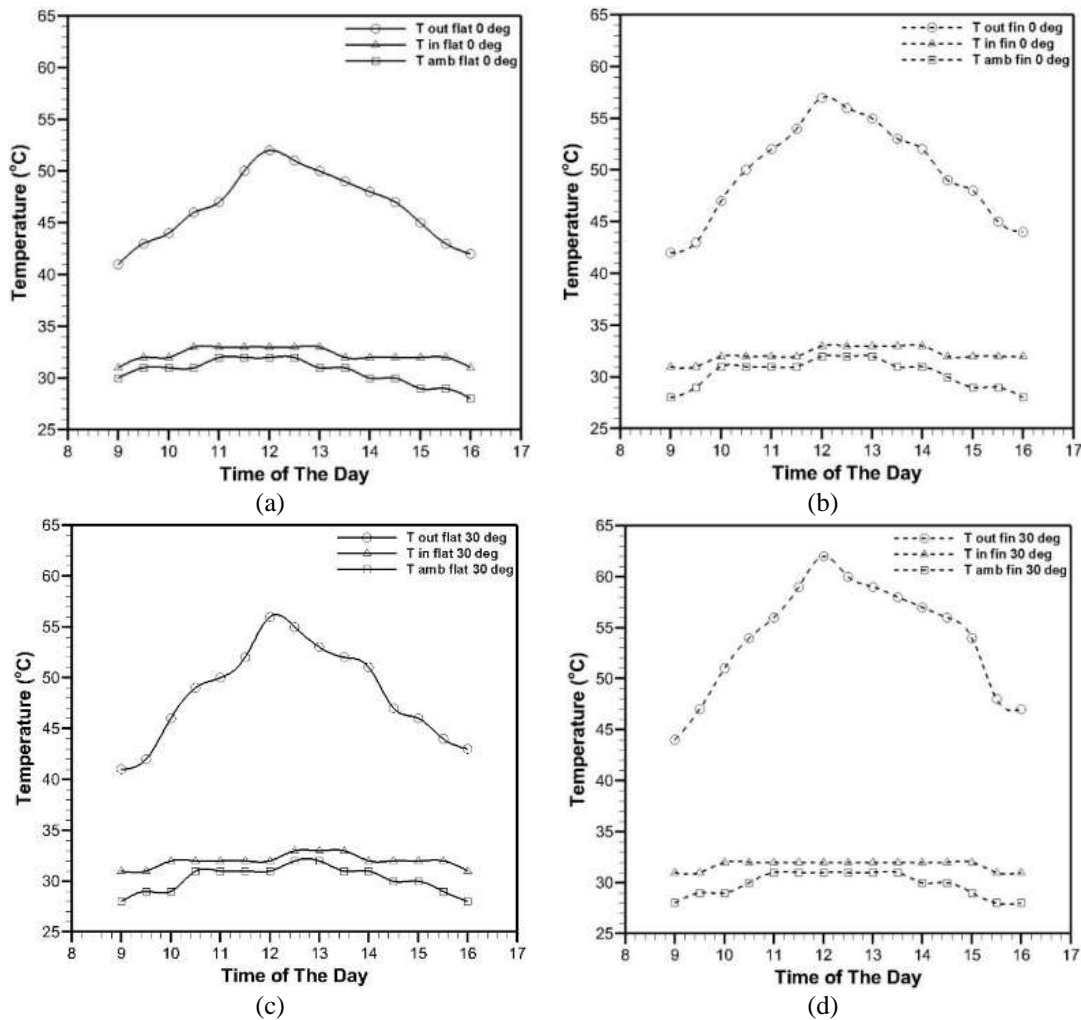 65
60
55
50
45
40
35
30
25
Temperature (°C)
8 9 10 11 12 13 14 15 16 17
Time of The Day
T out flat 0 deg
T in flat 0 deg
T amb flat 0 deg
(a)
65
60
55
50
45
40
35
30
25
Temperature (°C)
8 9 10 11 12 13 14 15 16 17
Time of The Day
T out fin 0 deg
T in fin 0 deg
T amb fin 0 deg
(b)
65
60
55
50
45
40
35
30
25
Temperature (°C)
8 9 10 11 12 13 14 15 16 17
Time of The Day
T out flat 30 deg
T in flat 30 deg
T amb flat 30 deg
(c)
65
60
55
50
45
40
35
30
25
Temperature (°C)
8 9 10 11 12 13 14 15 16 17
Time of The Day
T out fin 30 deg
T in fin 30 deg
T amb fin 30 deg
(d)